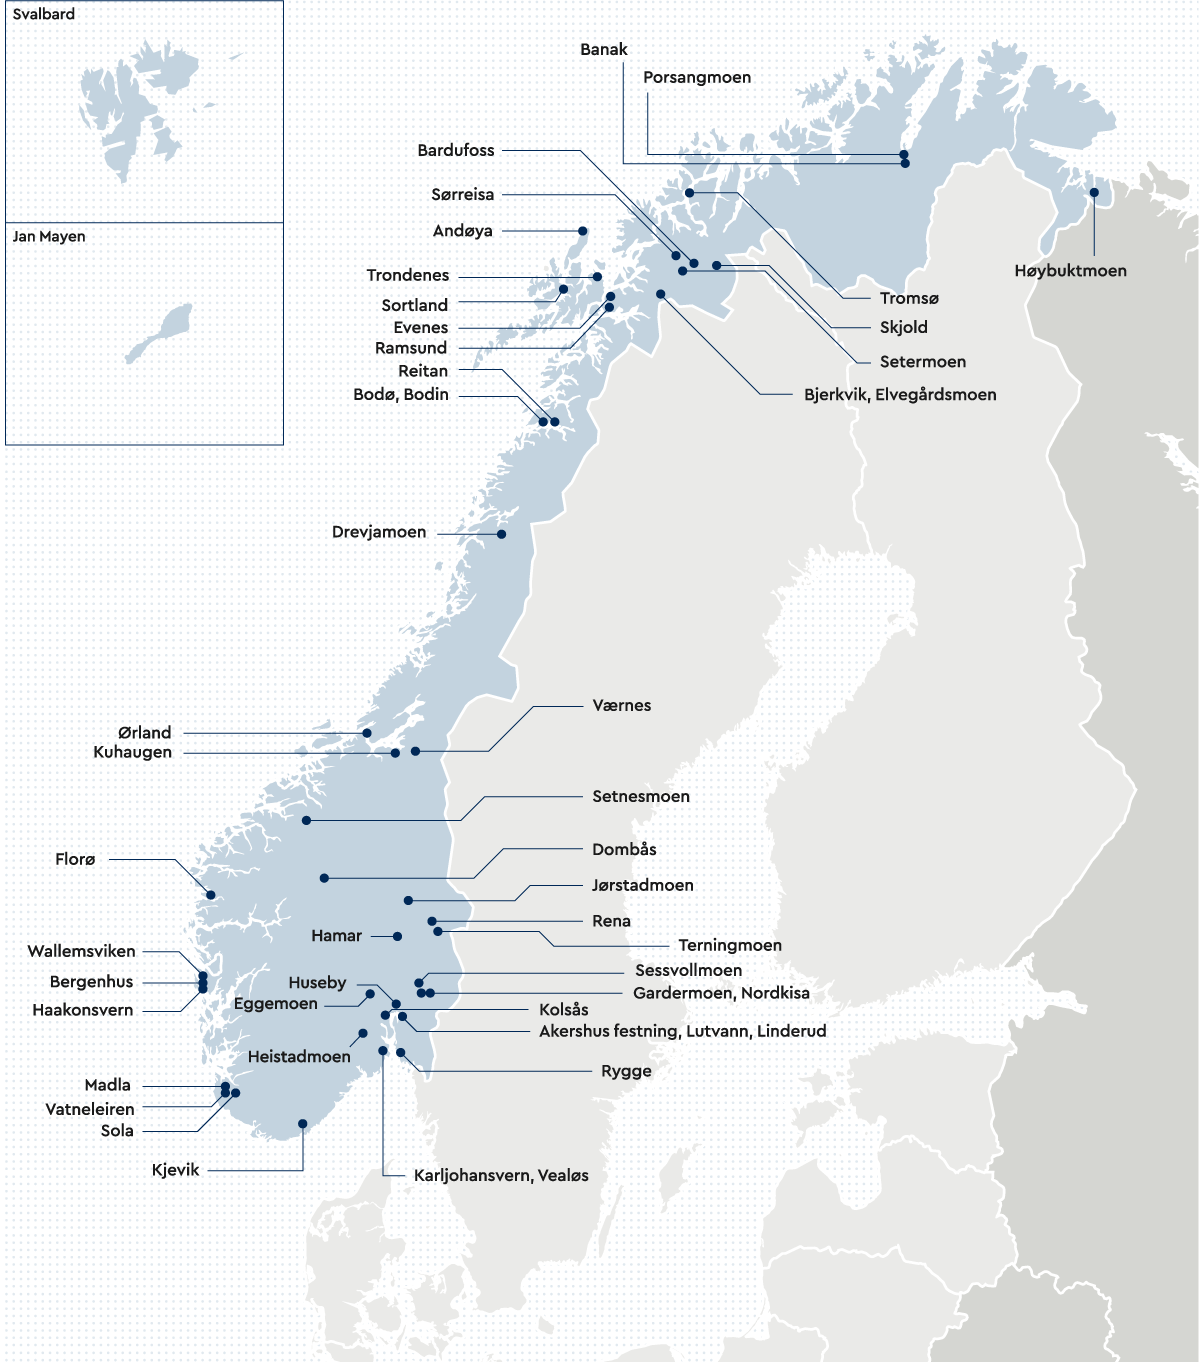 Svalbard
Jan Mayen
Banak
Porsangmoen
Bardufoss
Sørreisa
Andøya
Trondenes
Sortland
Evenes
Ramsund
Reitan
Bodø, Bodin
Høybuktmoen
Tromsø
Skjold
Setermoen
Bjerkvik, Elvegårdsmoen
Drevjamoen
Værnes
Ørland
Kuhaugen
Setnesmoen
Dombås
Florø
Jørstadmoen
Rena
Hamar
Terningmoen
Wallemsviken
Bergenhus
Haakonsvern
Sessvollmoen
Huseby
Gardermoen, Nordkisa
Eggemoen
Kolsås
Akershus festning, Lutvann, Linderud
Heistadmoen
Rygge
Madla
Vatneleiren
Sola
Kjevik
Karljohansvern, Vealøs